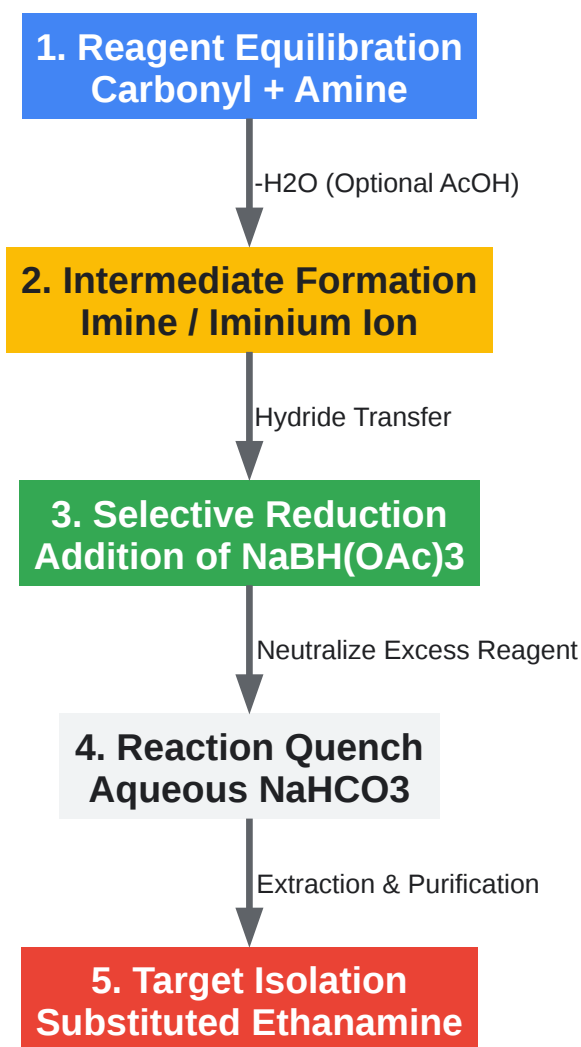 1. Reagent Equilibration
Carbonyl + Amine
-H2O (Optional AcOH)
2. Intermediate Formation
Imine / Iminium Ion
Hydride Transfer
3. Selective Reduction
Addition of NaBH(OAc)3
Neutralize Excess Reagent
4. Reaction Quench
Aqueous NaHCO3
Extraction & Purification
5. Target Isolation
Substituted Ethanamine